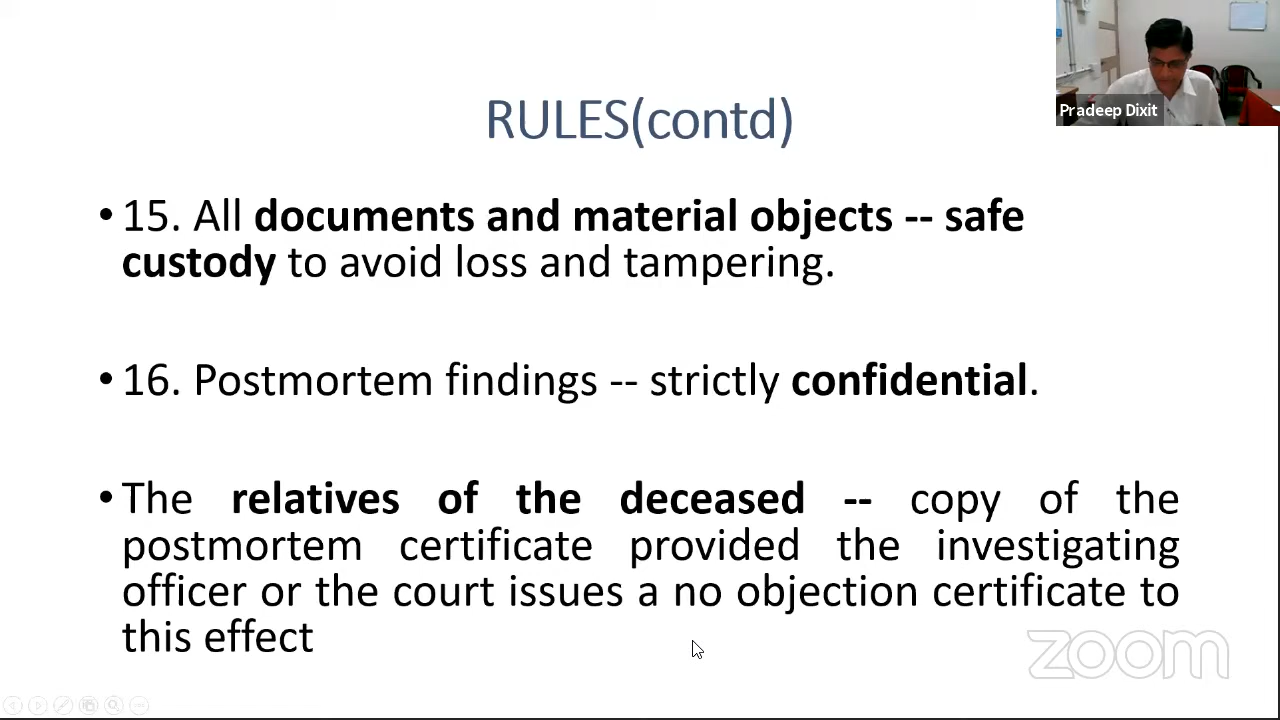 RULES(contd)
Pradeep Dixit
• 15. All documents and material objects -- safe
custody to avoid loss and tampering.
• 16. Postmortem findings -- strictly confidential.
• The relatives of the deceased -- copy of the
postmortem certificate provided the investigating
officer or the court issues a no objection certificate to
this effect
zoom